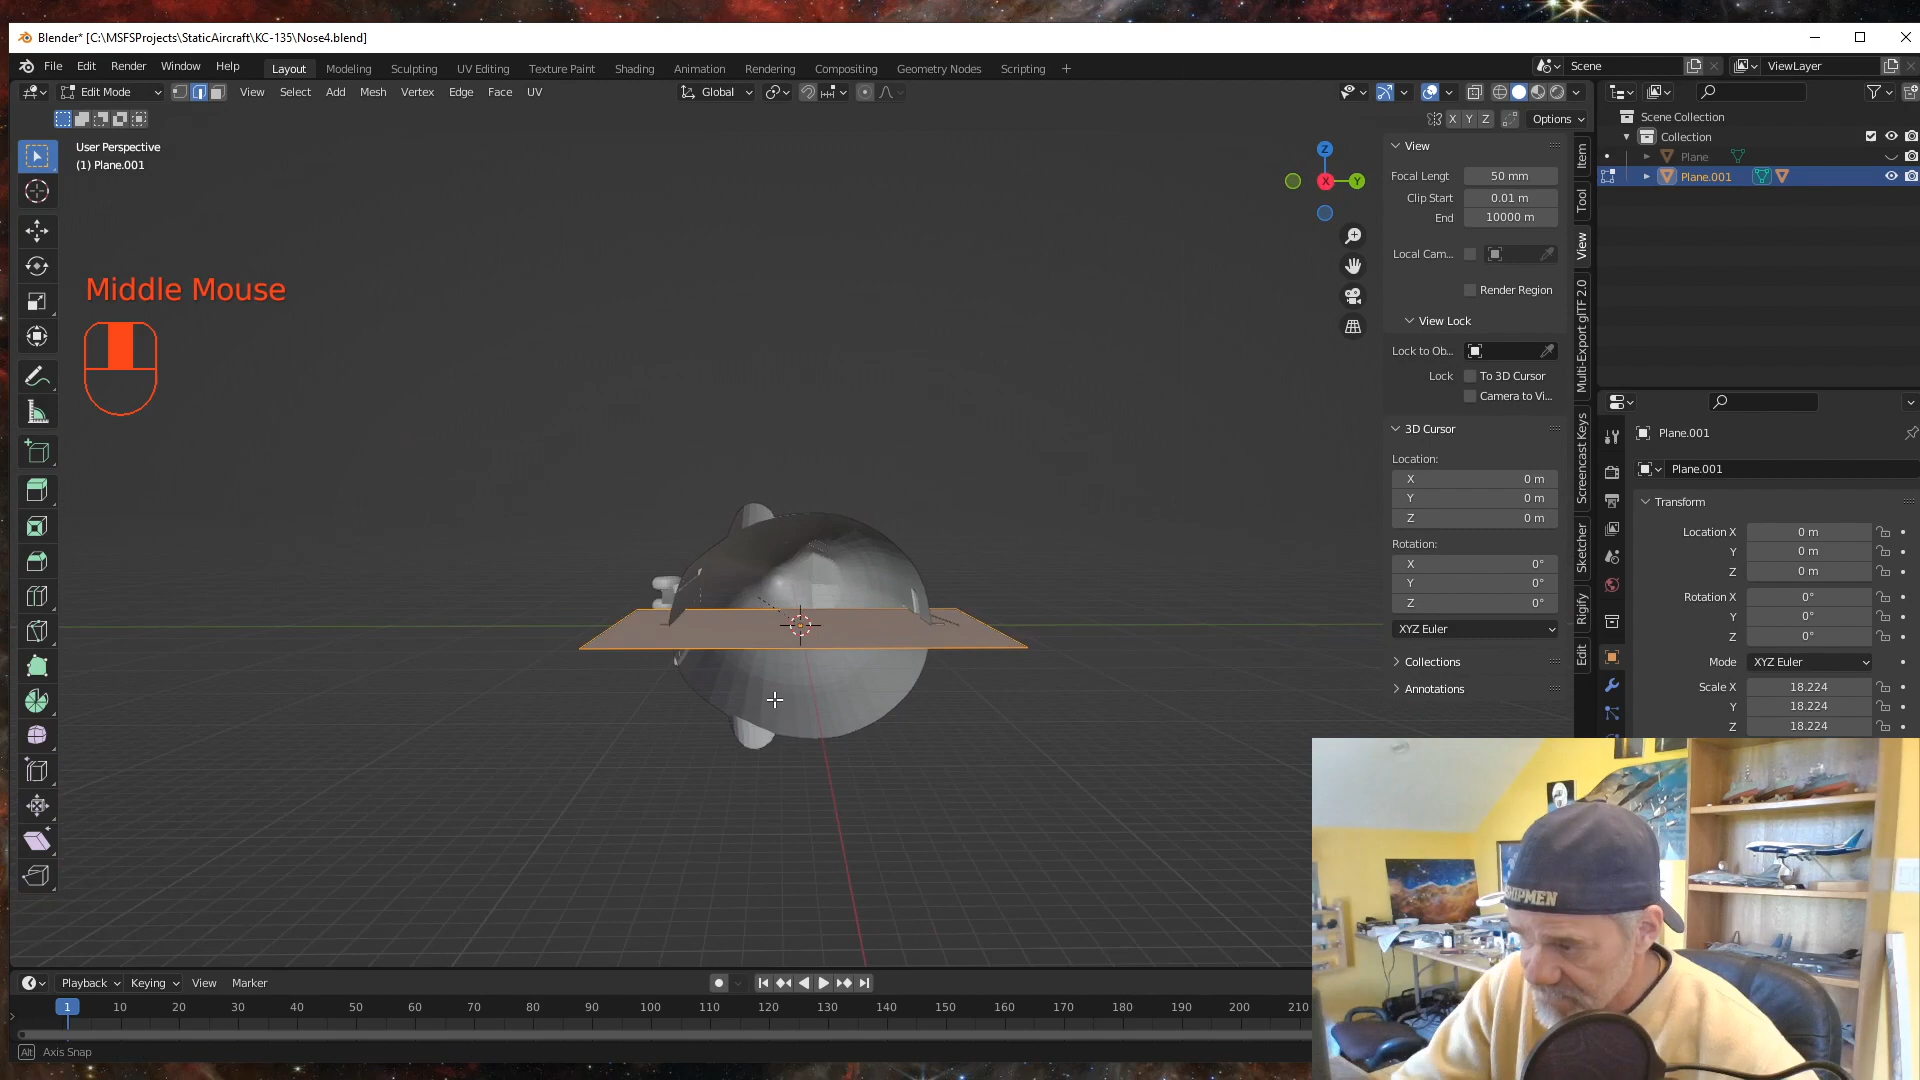 Blender* [C:\MSFSProjects\StaticAircraft\KC-135\Nose4.blend]
File Edit Render Window Help
Layout Modeling Sculpting UV Editing Texture Paint Shading Animation Rendering Compositing Geometry Nodes Scripting +
Scene
ViewLayer
Edit Mode View Select Add Mesh Vertex Edge Face UV
Global
X Y Z Options
User Perspective
(1) Plane.001
Middle Mouse
Z
X Y
View
Focal Lengt 50 mm
Clip Start 0.01 m
End 10000 m
Local Cam...
Render Region
View Lock
Lock to Ob...
Lock To 3D Cursor
Camera to Vi...
3D Cursor
Location:
X 0 m
Y 0 m
Z 0 m
Rotation:
X 0°
Y 0°
Z 0°
XYZ Euler
Collections
Annotations
Item
Tool
View
Multi-Export glTF 2.0
Screencast Keys
Sketcher
Rigify
Edit
Scene Collection
Collection
Plane
Plane.001
Plane.001
Plane.001
Transform
Location X 0 m
Y 0 m
Z 0 m
Rotation X 0°
Y 0°
Z 0°
Mode XYZ Euler
Scale X 18.224
Y 18.224
Z 18.224
Playback Keying View Marker
1 10 20 30 40 50 60 70 80 90 100 110 120 130 140 150 160 170 180 190 200 210
Alt Axis Snap